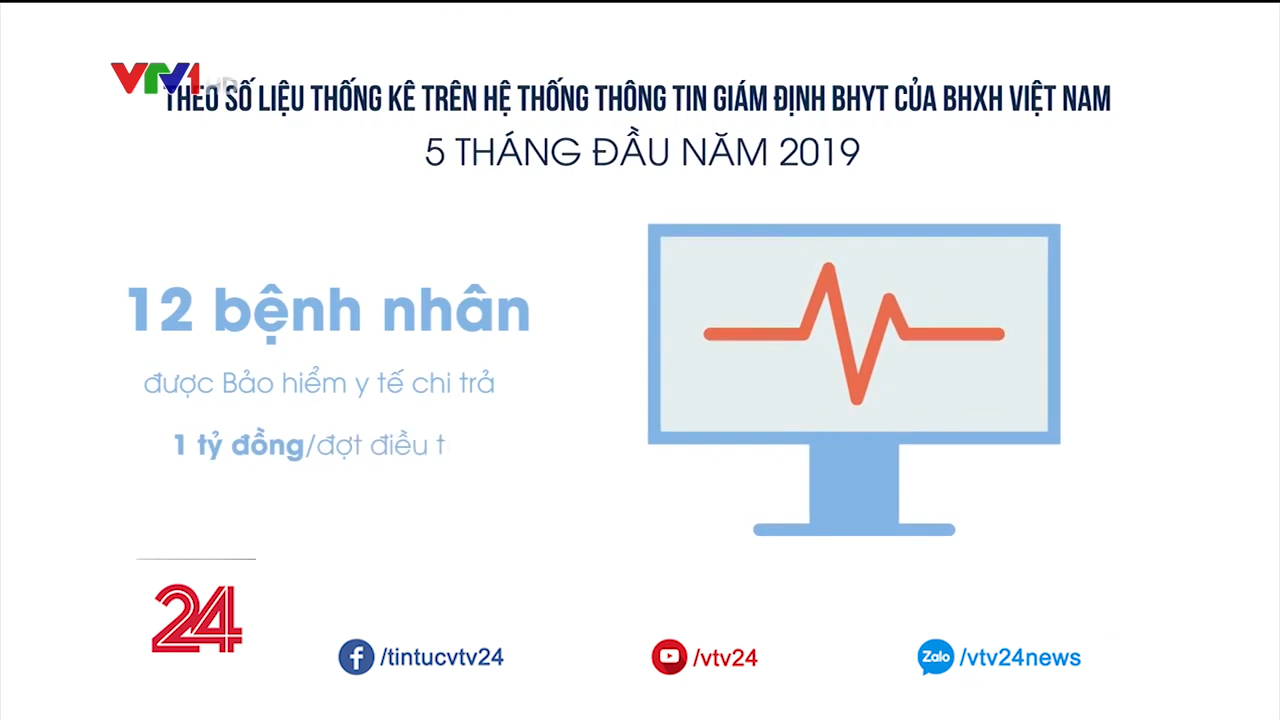 VTV1 HD
THEO SỐ LIỆU THỐNG KÊ TRÊN HỆ THỐNG THÔNG TIN GIÁM ĐỊNH BHYT CỦA BHXH VIỆT NAM
5 THÁNG ĐẦU NĂM 2019
12 bệnh nhân
được Bảo hiểm y tế chi trả
1 tỷ đồng/đợt điều t
24
/tintucvtv24
/vtv24
Zalo /vtv24news